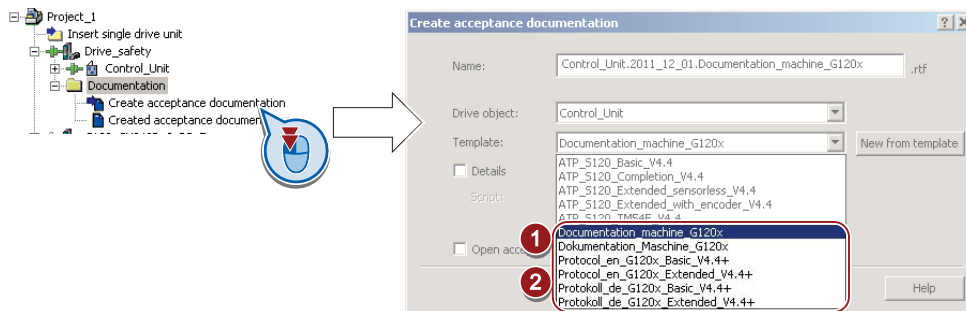 Project_1
Insert single drive unit
Drive_safety
Control_Unit
Documentation
Create acceptance documentation
Created acceptance documen
Create acceptance documentation
Name:
Control_Unit.2011_12_01.Documentation_machine_G120x
.rtf
Drive object:
Control_Unit
Template:
Documentation_machine_G120x
New from template
Details
Script:
Open acce
ATP_S120_Basic_V4.4
ATP_S120_Completion_V4.4
ATP_S120_Extended_sensorless_V4.4
ATP_S120_Extended_with_encoder_V4.4
ATP_S120_TM54F_V4.4
1
Documentation_machine_G120x
Dokumentation_Maschine_G120x
2
Protocol_en_G120x_Basic_V4.4+
Protocol_en_G120x_Extended_V4.4+
Protokoll_de_G120x_Basic_V4.4+
Protokoll_de_G120x_Extended_V4.4+
Help